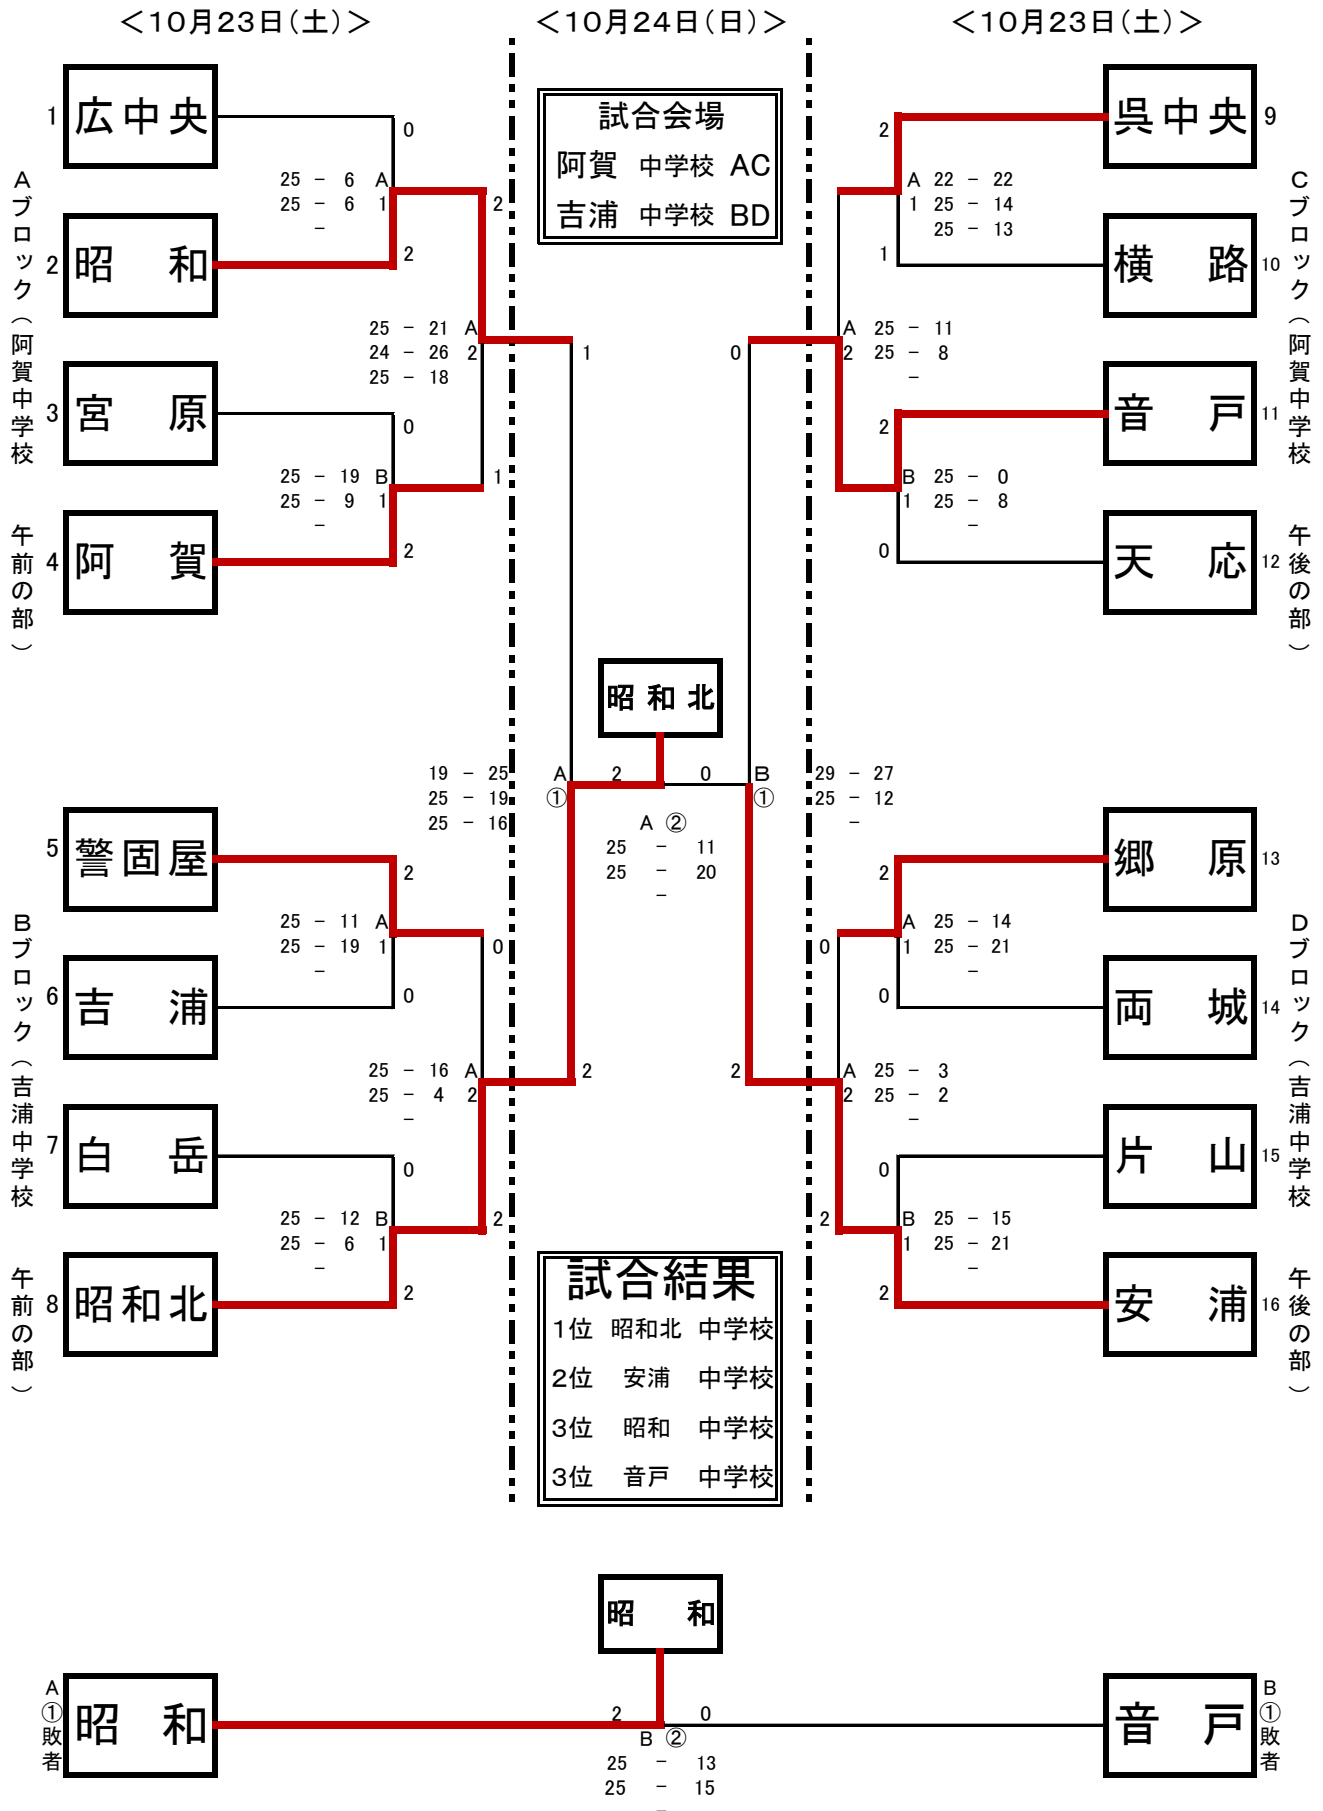 ＜10月23日（土）＞
＜10月24日（日）＞
＜10月23日（土）＞
試合会場
阿賀 中学校 AC
吉浦 中学校 BD
Aブロック（阿賀中学校 午前の部）
1 広中央
0
25 - 6 A
25 - 6 1
-
2
2 昭和
2
25 - 21 A
24 - 26 2
25 - 18
1
3 宮原
0
25 - 19 B
25 - 9 1
-
1
4 阿賀
2
Bブロック（吉浦中学校 午前の部）
5 警固屋
2
25 - 11 A
25 - 19 1
-
0
6 吉浦
0
25 - 16 A
25 - 4 2
-
2
7 白岳
0
25 - 12 B
25 - 6 1
-
2
8 昭和北
2
昭和北
19 - 25 A
25 - 19 ①
25 - 16
2 0
A ②
25 - 11
25 - 20
-
B 29 - 27
① 25 - 12
-
Cブロック（阿賀中学校 午後の部）
呉中央 9
2
A 22 - 22
1 25 - 14
25 - 13
1
横路 10
0
A 25 - 11
2 25 - 8
-
音戸 11
2
B 25 - 0
1 25 - 8
-
0
天応 12
Dブロック（吉浦中学校 午後の部）
郷原 13
2
A 25 - 14
1 25 - 21
-
0
0
両城 14
2
A 25 - 3
2 25 - 2
-
片山 15
0
B 25 - 15
1 25 - 21
-
2
2
安浦 16
試合結果
1位 昭和北 中学校
2位 安浦 中学校
3位 昭和 中学校
3位 音戸 中学校
昭和
A①敗者
昭和
2 0
B ②
25 - 13
25 - 15
-
音戸
B①敗者